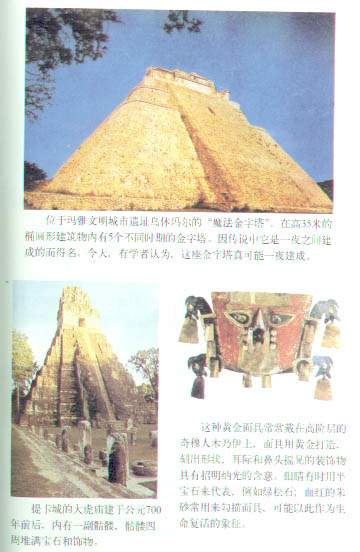 位于玛雅文明城市遗址乌休玛尔的“魔法金字塔”。在高35米的
椭圆形建筑物内有5个不同时期的金字塔。因传说中它是一夜之间建
成的而得名。今天，有学者认为，这座金字塔真可能一夜建成。
提卡城的大虎庙建于公元700
年前后，内有一副骷髅，骷髅四
周堆满宝石和饰物。
这种黄金面具常常戴在高阶层的
奇穆人木乃伊上，面具用黄金打造，
刻出形状，耳际和鼻头摇晃的装饰物
具有招明纳光的含意。眼睛有时用半
宝石来代表，例如绿松石；血红的朱
砂常用来勾描面具，可能以此作为生
命复活的象征。